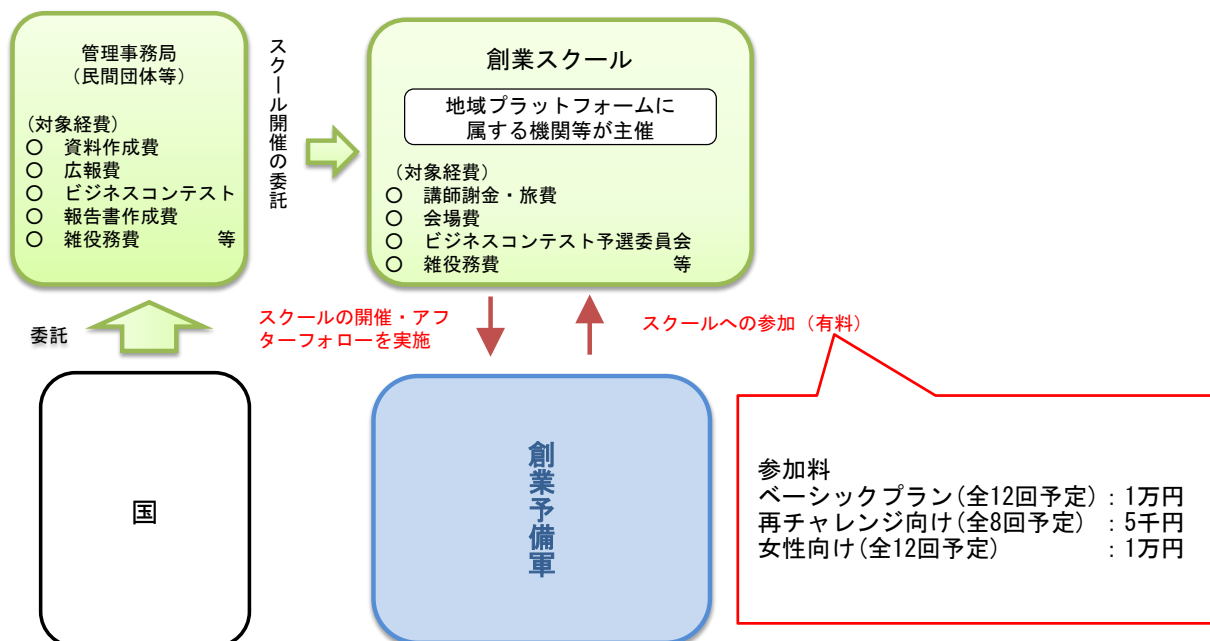 管理事務局
(民間団体等)
(対象経費)
○ 資料作成費
○ 広報費
○ ビジネスコンテスト
○ 報告書作成費
○ 雑役務費 等
スクール開催の委託
創業スクール
地域プラットフォームに
属する機関等が主催
(対象経費)
○ 講師謝金・旅費
○ 会場費
○ ビジネスコンテスト予選委員会
○ 雑役務費 等
委託
スクールの開催・アフ
ターフォローを実施
スクールへの参加(有料)
国
創業予備軍
参加料
ベーシックプラン(全12回予定):1万円
再チャレンジ向け(全8回予定) :5千円
女性向け(全12回予定) :1万円